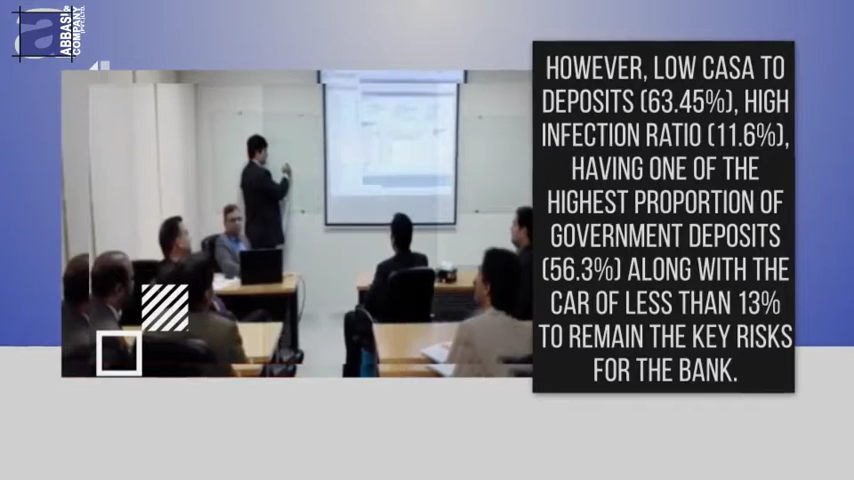 ABBASI &
COMPANY
(PVT.) LTD.
HOWEVER, LOW CASA TO
DEPOSITS (63.45%), HIGH
INFECTION RATIO (11.6%),
HAVING ONE OF THE
HIGHEST PROPORTION OF
GOVERNMENT DEPOSITS
(56.3%) ALONG WITH THE
CAR OF LESS THAN 13%
TO REMAIN THE KEY RISKS
FOR THE BANK.